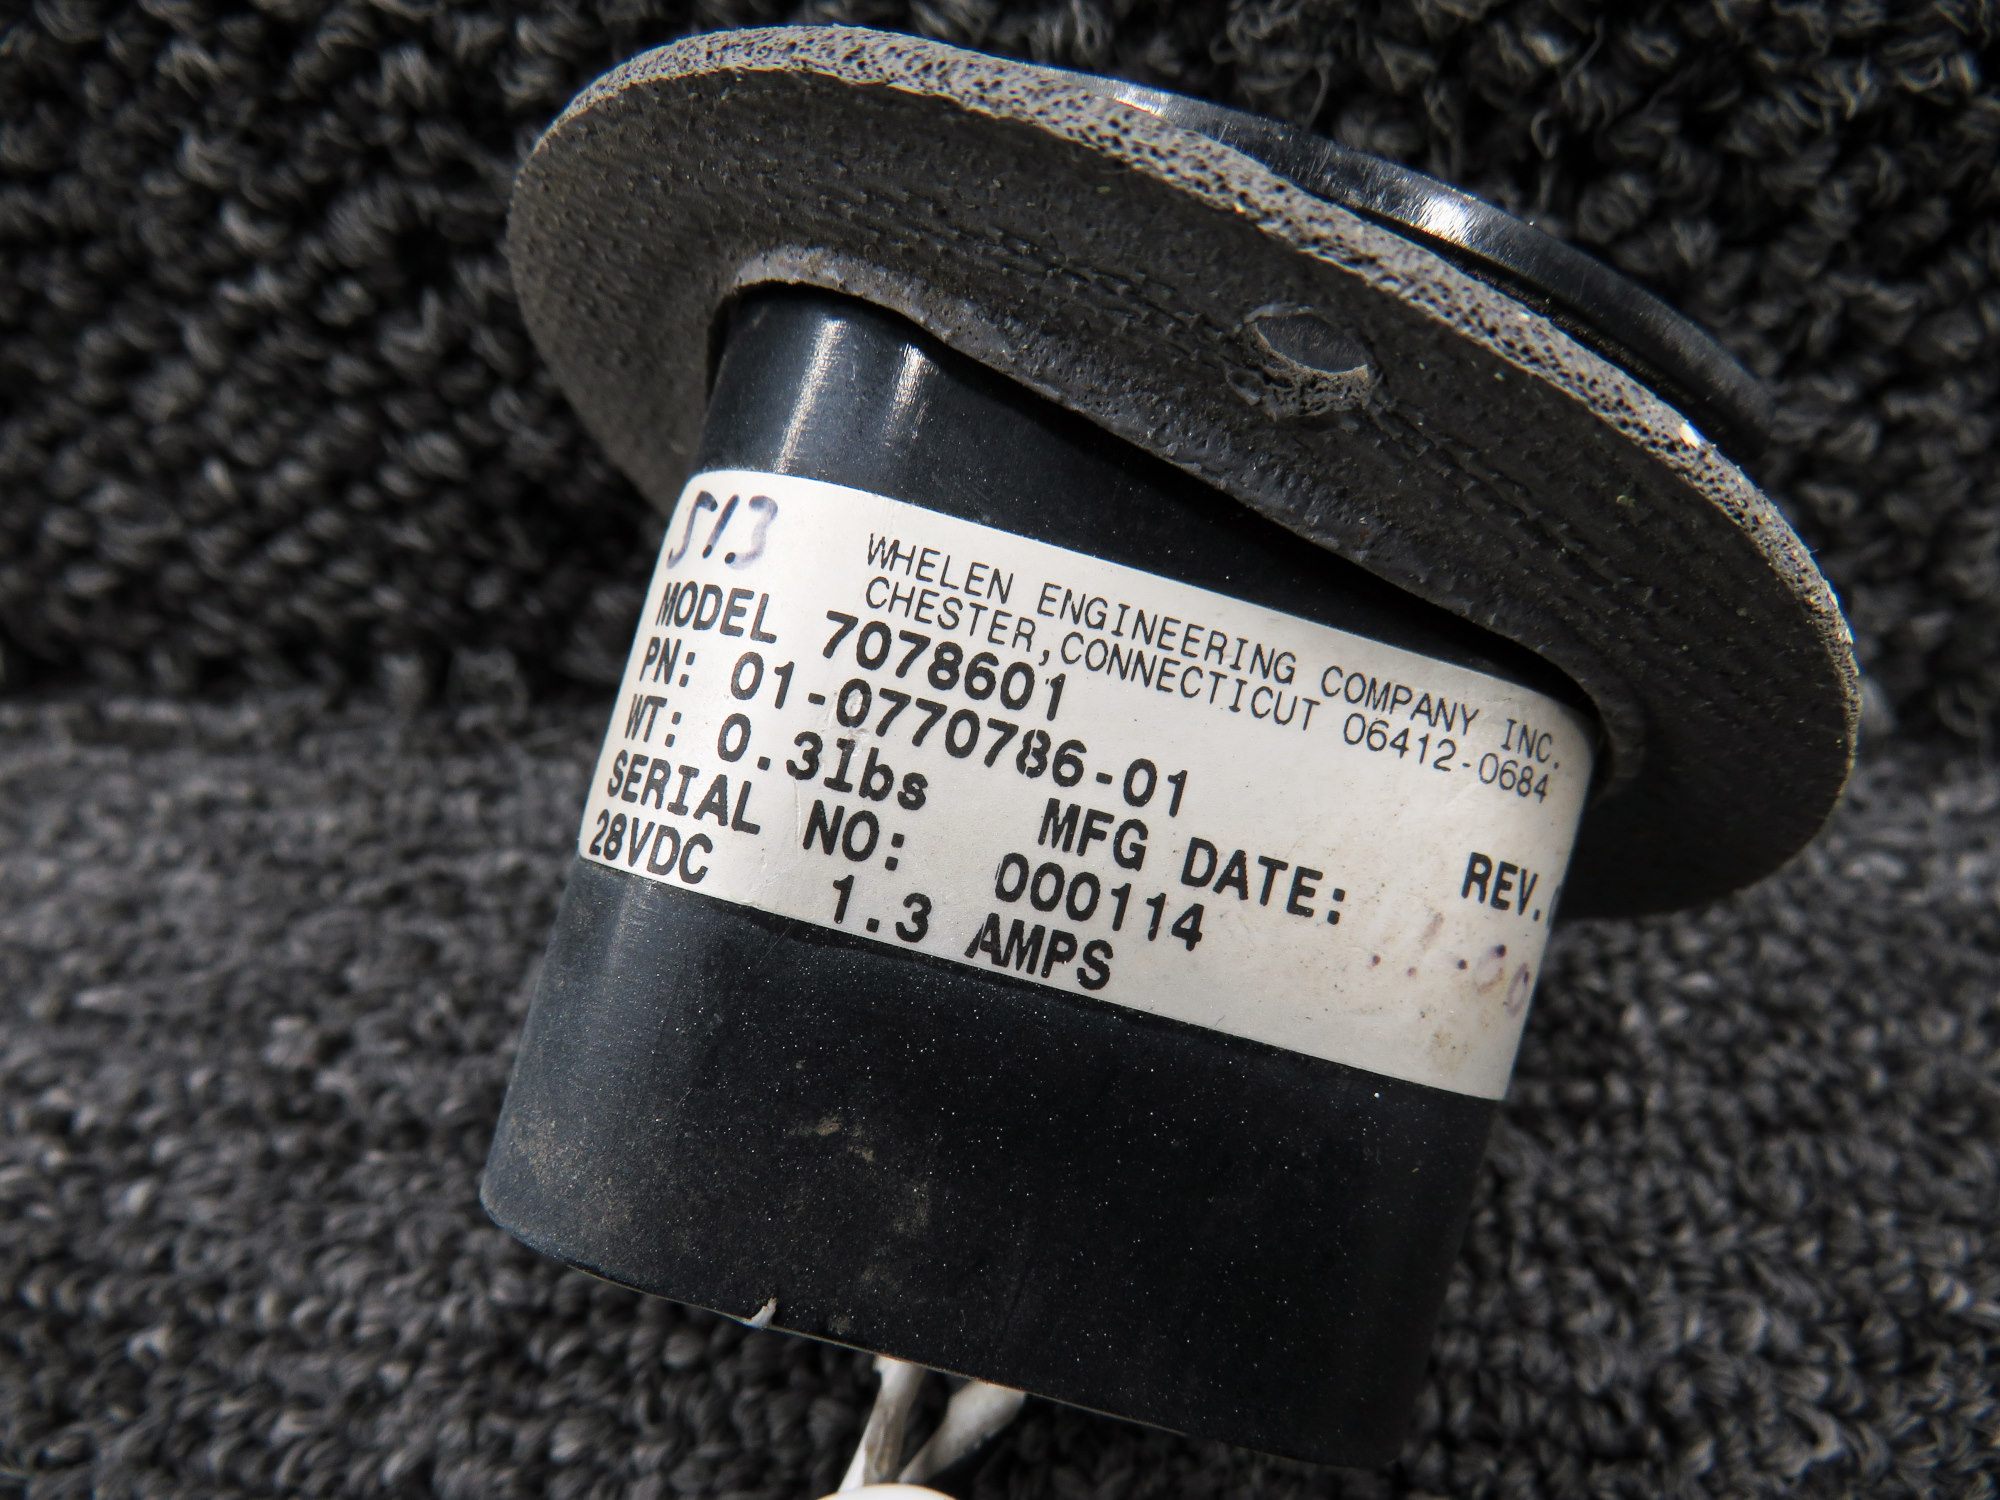 513
WHELEN ENGINEERING COMPANY INC.
CHESTER, CONNECTICUT 06412-0684
MODEL 7078601
PN: 01-0770786-01 REV.
WT: 0.3lbs MFG DATE:
SERIAL NO: 000114
28VDC 1.3 AMPS